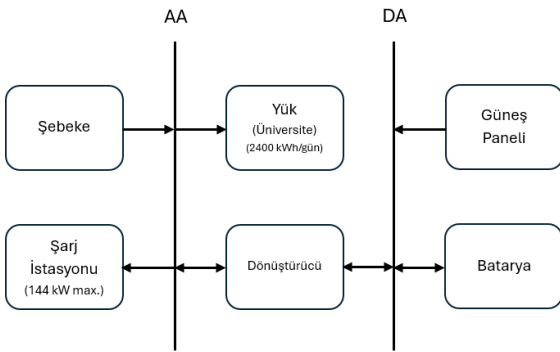 AA
DA
Şebeke
Yük
(Üniversite)
(2400 kWh/gün)
Güneş
Paneli
Şarj
İstasyonu
(144 kW max.)
Dönüştürücü
Batarya